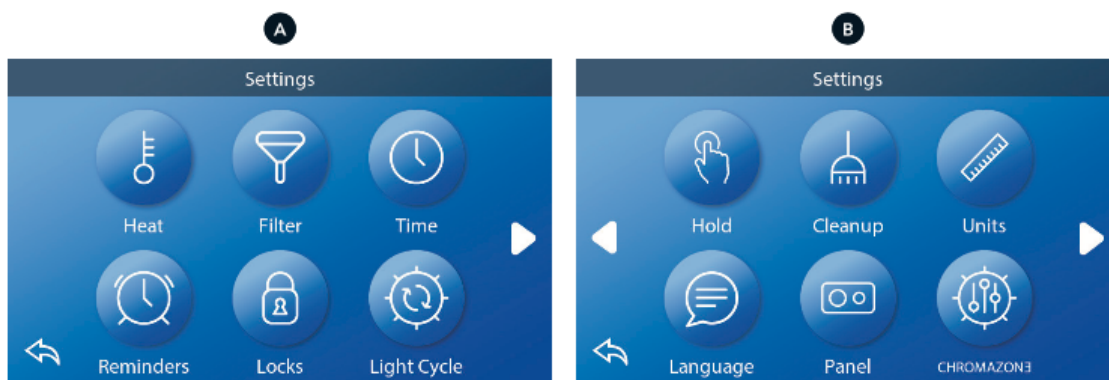 A
B
Settings
Heat
Filter
Time
Reminders
Locks
Light Cycle
Settings
Hold
Cleanup
Units
Language
Panel
CHROMAZON3